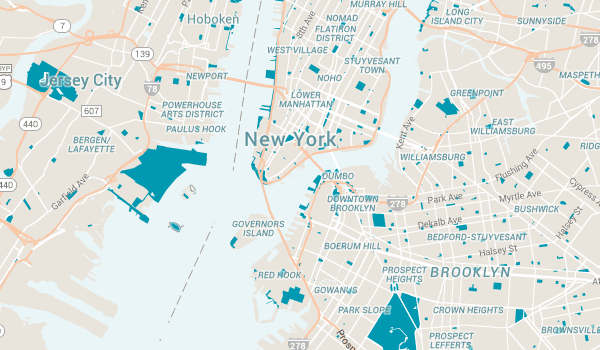 MURRAY HILL
LONG
ISLAND CITY
SUNNYSIDE
Hoboken
8th Ave
NOMAD
FLATIRON
DISTRICT
7
139
WEST VILLAGE
STUYVESANT
TOWN
495
MASPETH
Jersey City
78
NEWPORT
NOHO
9
LOWER
MANHATTAN
GREENPOINT
607
POWERHOUSE
ARTS DISTRICT
PAULUS HOOK
440
BERGEN/
LAFAYETTE
New York
Kent Ave
EAST
WILLIAMSBURG
WILLIAMSBURG
RIDG
Flushing Ave
440
Garfield Ave
DUMBO
DOWNTOWN
BROOKLYN
278
Park Ave
Myrtle Ave
Cypress A
BUSHWICK
Dekalb Ave
Halsey St
GOVERNORS
ISLAND
BOERUM HILL
BEDFORD-STUYVESANT
Halsey St
RED HOOK
PROSPECT
HEIGHTS
BROOKLYN
GOWANUS
PARK SLOPE
CROWN HEIGHTS
BROWNSVILLE
278
PROSPECT
LEFFERTS